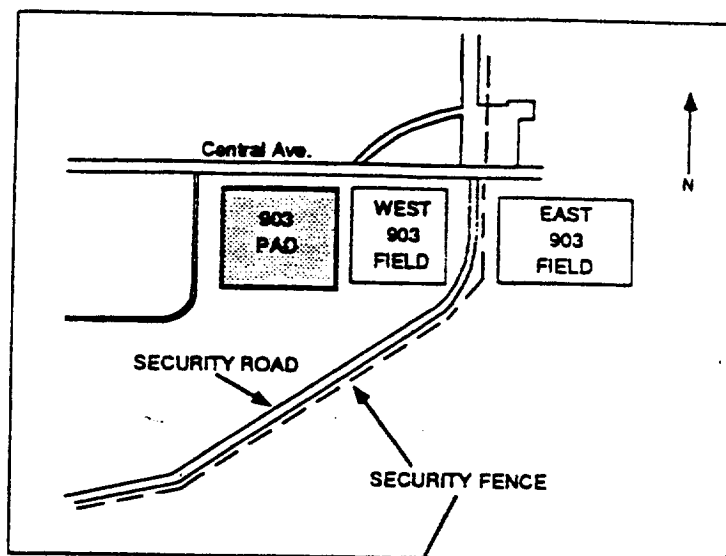 Central Ave.
N
903
PAD
WEST
903
FIELD
EAST
903
FIELD
SECURITY ROAD
SECURITY FENCE